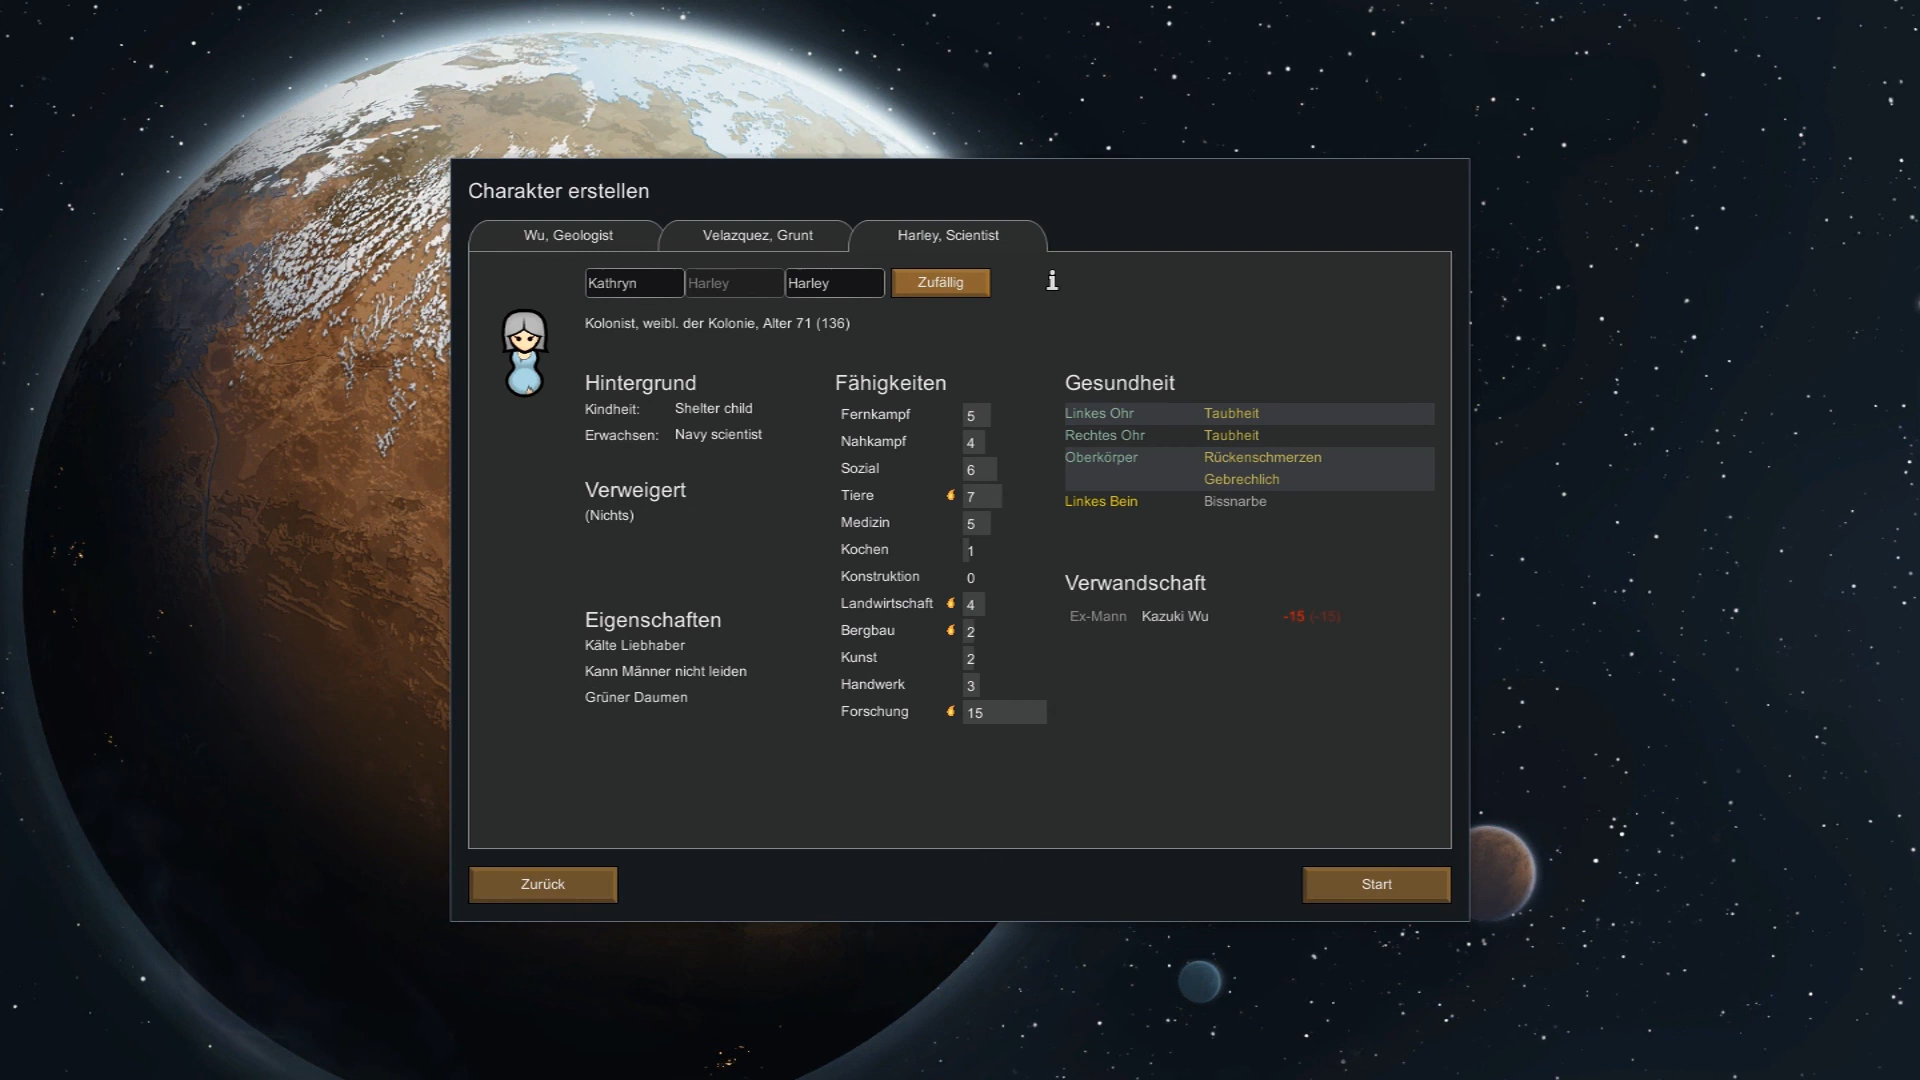 Charakter erstellen
Wu, Geologist
Velazquez, Grunt
Harley, Scientist
Kathryn
Harley
Harley
Zufällig
Kolonist, weibl. der Kolonie, Alter 71 (136)
Hintergrund
Kindheit: Shelter child
Erwachsen: Navy scientist
Verweigert
(Nichts)
Eigenschaften
Kälte Liebhaber
Kann Männer nicht leiden
Grüner Daumen
Fähigkeiten
Fernkampf 5
Nahkampf 4
Sozial 6
Tiere 7
Medizin 5
Kochen 1
Konstruktion 0
Landwirtschaft 4
Bergbau 2
Kunst 2
Handwerk 3
Forschung 15
Gesundheit
Linkes Ohr Taubheit
Rechtes Ohr Taubheit
Oberkörper Rückenschmerzen
Gebrechlich
Linkes Bein Bissnarbe
Verwandschaft
Ex-Mann Kazuki Wu -15 (-15)
Zurück
Start